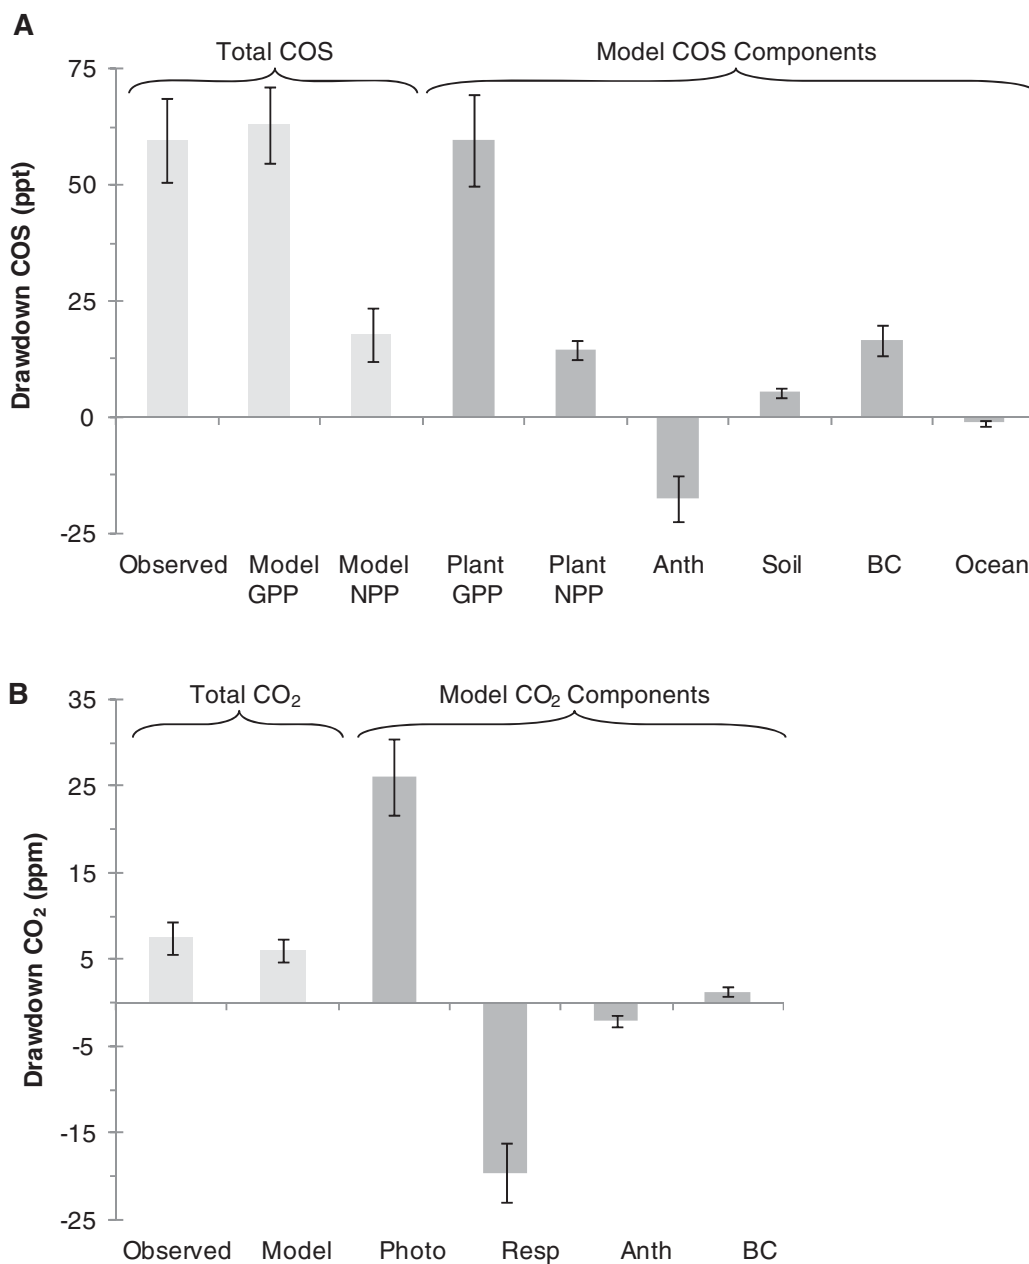 A
Total COS
Model COS Components
Drawdown COS (ppt)
75
50
25
0
-25
Observed
Model GPP
Model NPP
Plant GPP
Plant NPP
Anth
Soil
BC
Ocean
B
Total CO₂
Model CO₂ Components
Drawdown CO₂ (ppm)
35
25
15
5
-5
-15
-25
Observed
Model
Photo
Resp
Anth
BC